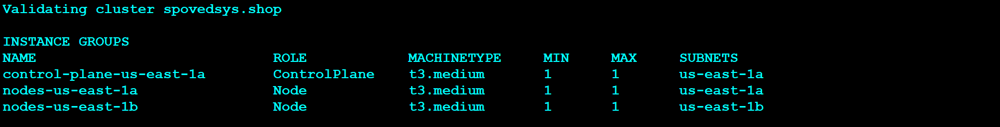 Validating cluster spovedsys.shop
INSTANCE GROUPS
NAME ROLE MACHINETYPE MIN MAX SUBNETS
control-plane-us-east-1a ControlPlane t3.medium 1 1 us-east-1a
nodes-us-east-1a Node t3.medium 1 1 us-east-1a
nodes-us-east-1b Node t3.medium 1 1 us-east-1b